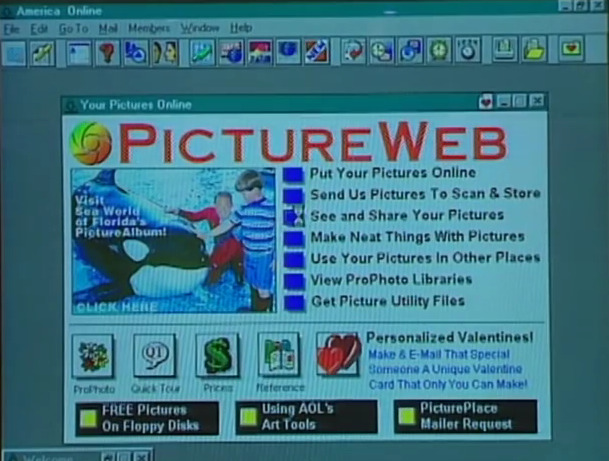 America Online
File Edit Go To Mail Members Window Help
Your Pictures Online
PICTUREWEB
Visit
Sea World
of Florida's
PictureAlbum!
CLICK HERE
Put Your Pictures Online
Send Us Pictures To Scan & Store
See and Share Your Pictures
Make Neat Things With Pictures
Use Your Pictures In Other Places
View ProPhoto Libraries
Get Picture Utility Files
ProPhoto
QT
Quick Tour
$
Prices
Reference
Personalized Valentines!
Make & E-Mail That Special
Someone A Unique Valentine
Card That Only You Can Make!
FREE Pictures
On Floppy Disks
Using AOL's
Art Tools
PicturePlace
Mailer Request
Welcome